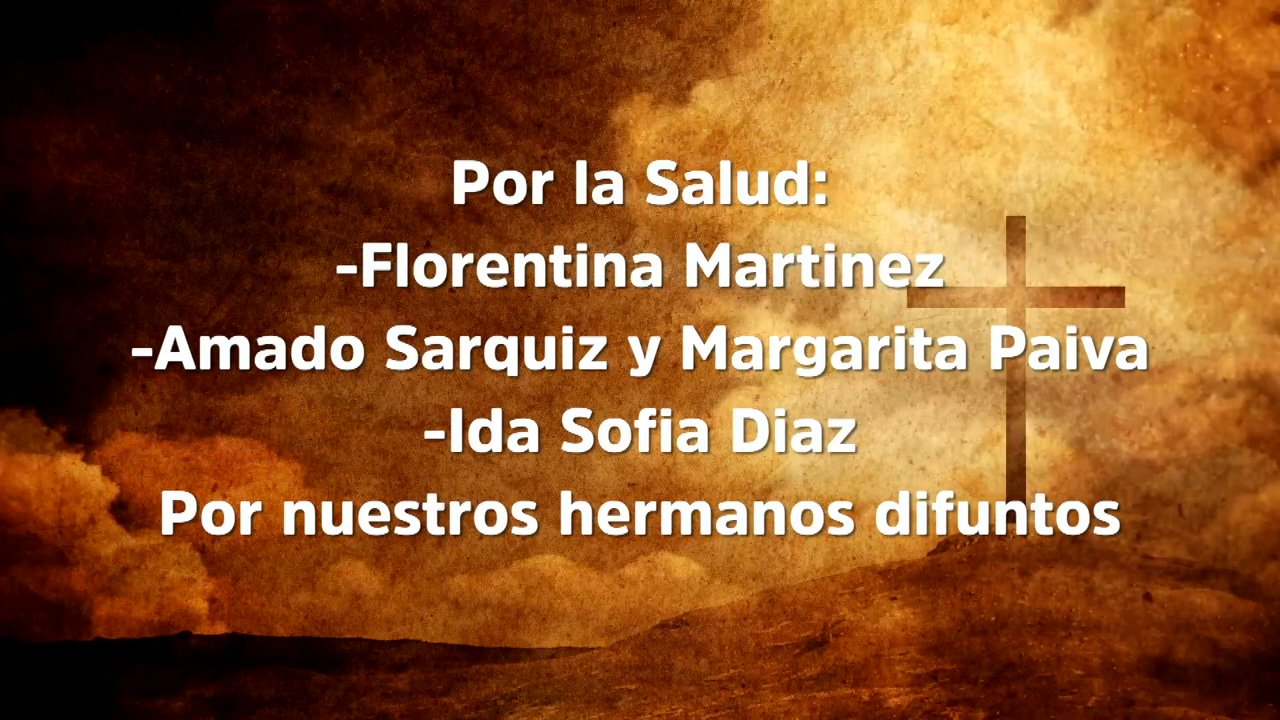 Por la Salud:
-Florentina Martinez
-Amado Sarquiz y Margarita Paiva
-Ida Sofia Diaz
Por nuestros hermanos difuntos